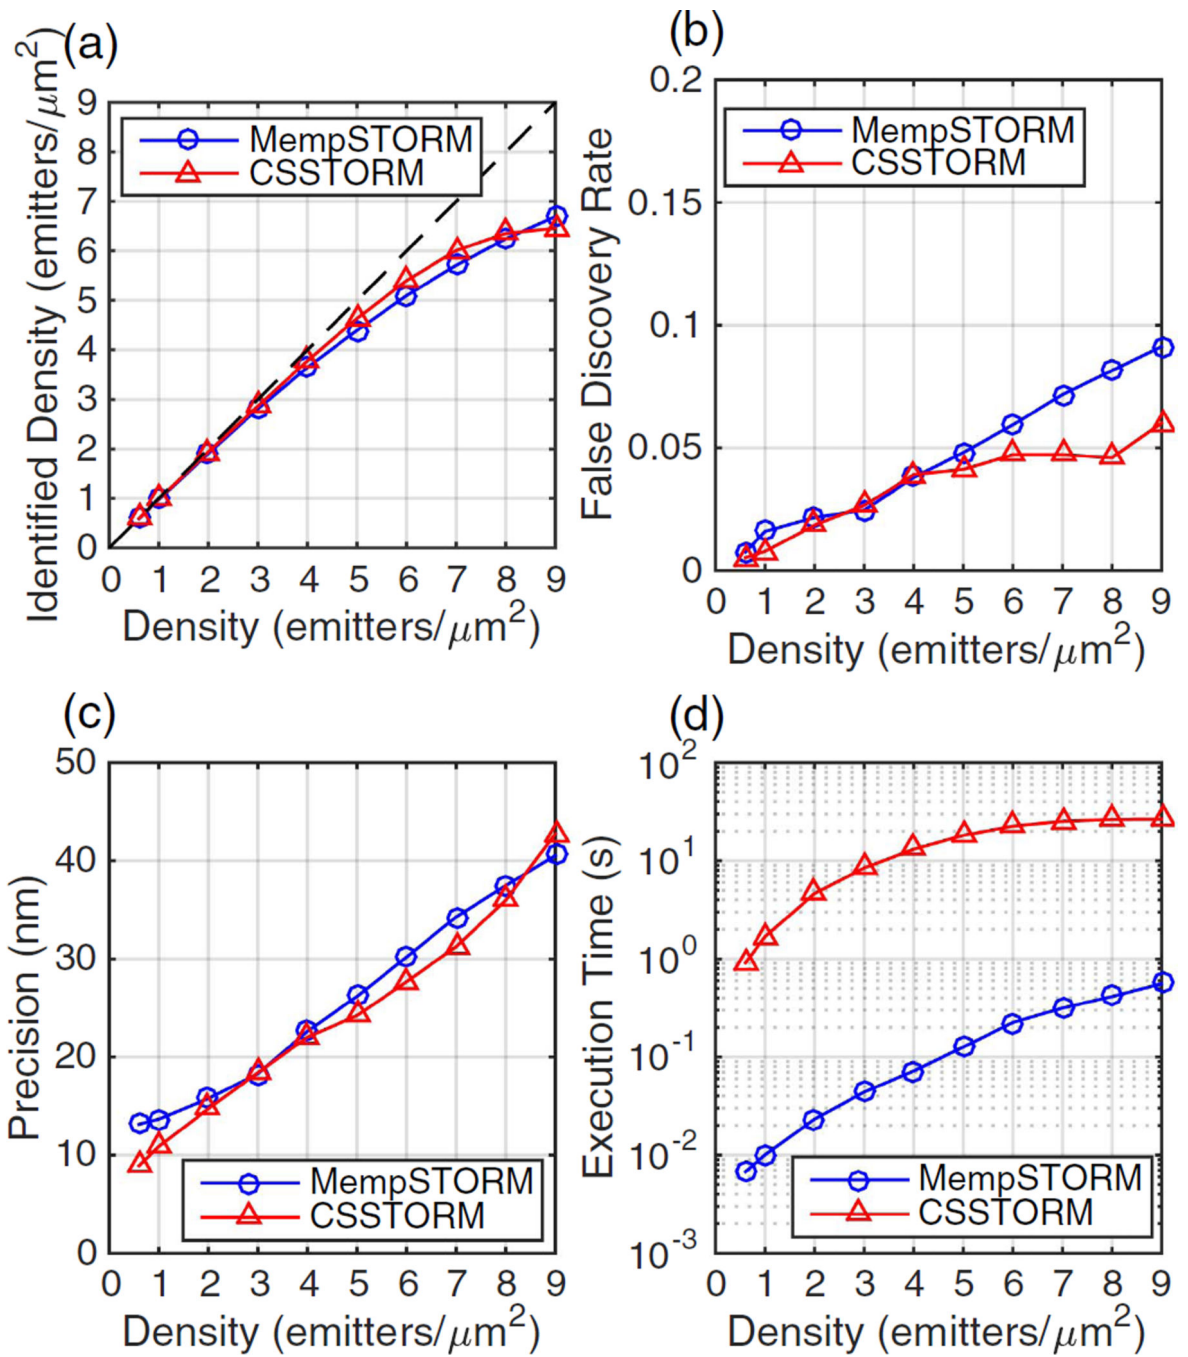 (a)
Identified Density (emitters/μm²)
9
8
7
6
5
4
3
2
1
0
MempSTORM
CSSTORM
0 1 2 3 4 5 6 7 8 9
Density (emitters/μm²)
(b)
False Discovery Rate
0.2
0.15
0.1
0.05
0
MempSTORM
CSSTORM
0 1 2 3 4 5 6 7 8 9
Density (emitters/μm²)
(c)
Precision (nm)
50
40
30
20
10
0
MempSTORM
CSSTORM
0 1 2 3 4 5 6 7 8 9
Density (emitters/μm²)
(d)
Execution Time (s)
10²
10¹
10⁰
10⁻¹
10⁻²
10⁻³
MempSTORM
CSSTORM
0 1 2 3 4 5 6 7 8 9
Density (emitters/μm²)